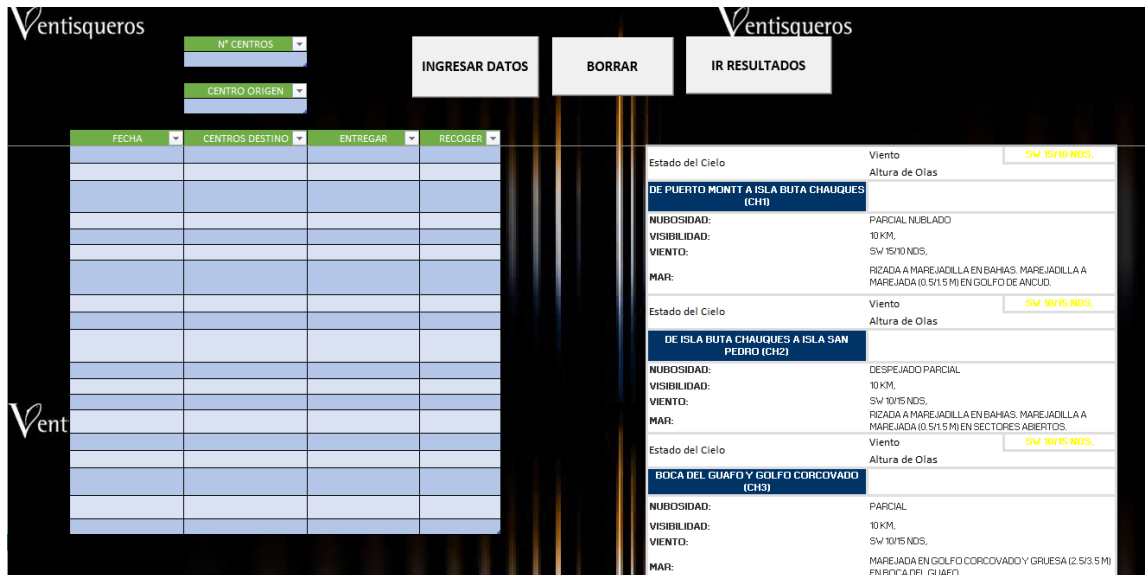 Ventisqueros
Ventisqueros
N° CENTROS
CENTRO ORIGEN
INGRESAR DATOS
BORRAR
IR RESULTADOS
FECHA
CENTROS DESTINO
ENTREGAR
RECOGER
Vent
Estado del Cielo
Viento
SW 15/10 NDS,
Altura de Olas
DE PUERTO MONTT A ISLA BUTA CHAUQUES
(CH1)
NUBOSIDAD:
PARCIAL NUBLADO
VISIBILIDAD:
10 KM,
VIENTO:
SW 15/10 NDS,
MAR:
RIZADA A MAREJADILLA EN BAHIAS. MAREJADILLA A
MAREJADA (0.5/1.5 M) EN GOLFO DE ANCUD.
Estado del Cielo
Viento
SW 10/15 NDS,
Altura de Olas
DE ISLA BUTA CHAUQUES A ISLA SAN
PEDRO (CH2)
NUBOSIDAD:
DESPEJADO PARCIAL
VISIBILIDAD:
10 KM,
VIENTO:
SW 10/15 NDS,
MAR:
RIZADA A MAREJADILLA EN BAHIAS. MAREJADILLA A
MAREJADA (0.5/1.5 M) EN SECTORES ABIERTOS.
Estado del Cielo
Viento
SW 10/15 NDS,
Altura de Olas
BOCA DEL GUAFO Y GOLFO CORCOVADO
(CH3)
NUBOSIDAD:
PARCIAL
VISIBILIDAD:
10 KM,
VIENTO:
SW 10/15 NDS,
MAR:
MAREJADA EN GOLFO CORCOVADO Y GRUESA (2.5/3.5 M)
EN BOCA DEL GUAFO